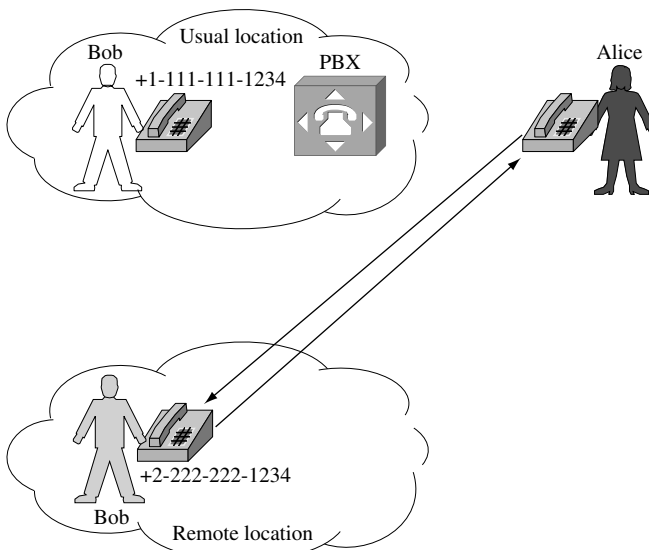 Usual location
Bob
PBX
Alice
+1-111-111-1234
+2-222-222-1234
Bob
Remote location